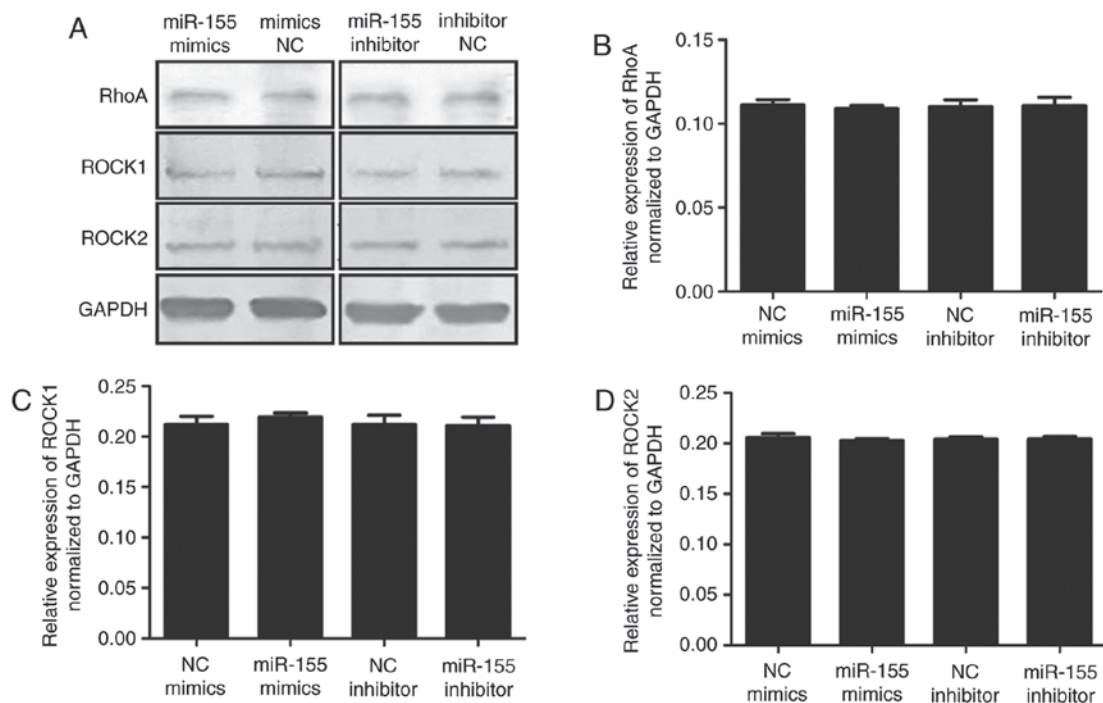 A
miR-155 mimics miR-155 inhibitor
mimics NC inhibitor NC
RhoA
ROCK1
ROCK2
GAPDH
B
Relative expression of RhoA
normalized to GAPDH
0.15
0.10
0.05
0.00
NC miR-155 NC miR-155
mimics mimics inhibitor inhibitor
C
Relative expression of ROCK1
normalized to GAPDH
0.25
0.20
0.15
0.10
0.05
0.00
NC miR-155 NC miR-155
mimics mimics inhibitor inhibitor
D
Relative expression of ROCK2
normalized to GAPDH
0.25
0.20
0.15
0.10
0.05
0.00
NC miR-155 NC miR-155
mimics mimics inhibitor inhibitor